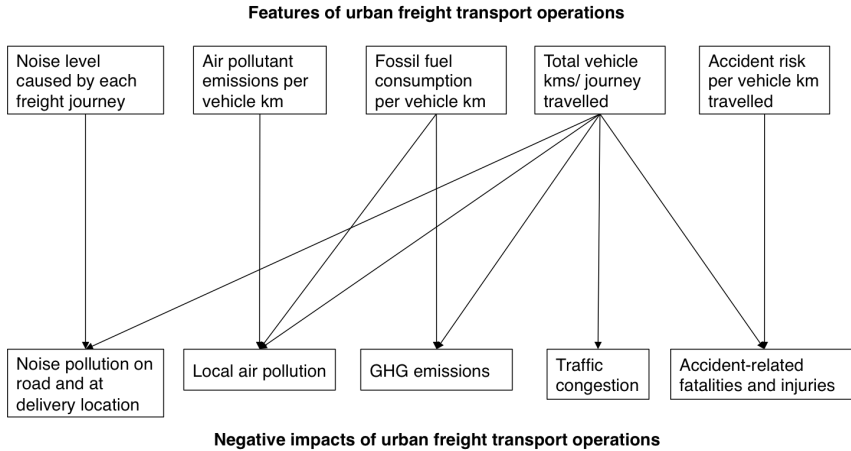 Features of urban freight transport operations
Noise level
caused by each
freight journey
Air pollutant
emissions per
vehicle km
Fossil fuel
consumption
per vehicle km
Total vehicle
kms/ journey
travelled
Accident risk
per vehicle km
travelled
Noise pollution on
road and at
delivery location
Local air pollution
GHG emissions
Traffic
congestion
Accident-related
fatalities and injuries
Negative impacts of urban freight transport operations